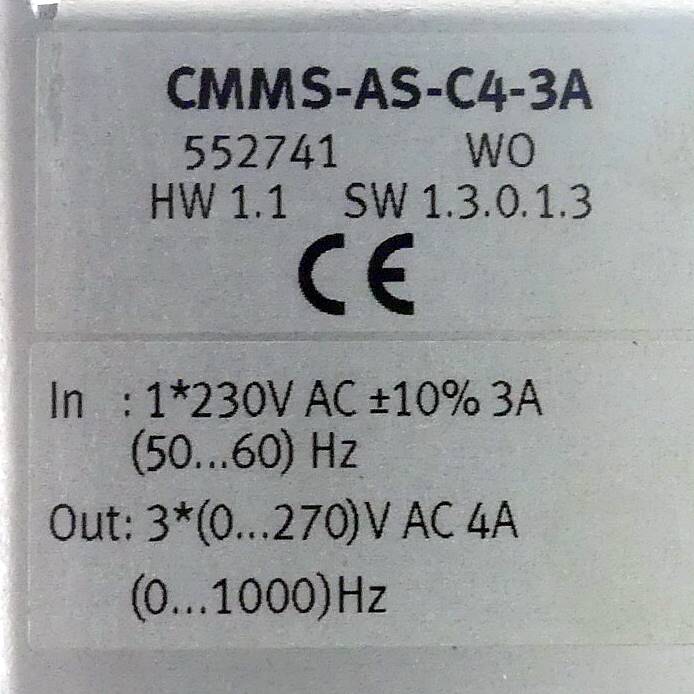 CMMS-AS-C4-3A
552741 WO
HW 1.1 SW 1.3.0.1.3
CE
In : 1*230V AC ±10% 3A
(50...60) Hz
Out: 3*(0...270)V AC 4A
(0...1000)Hz